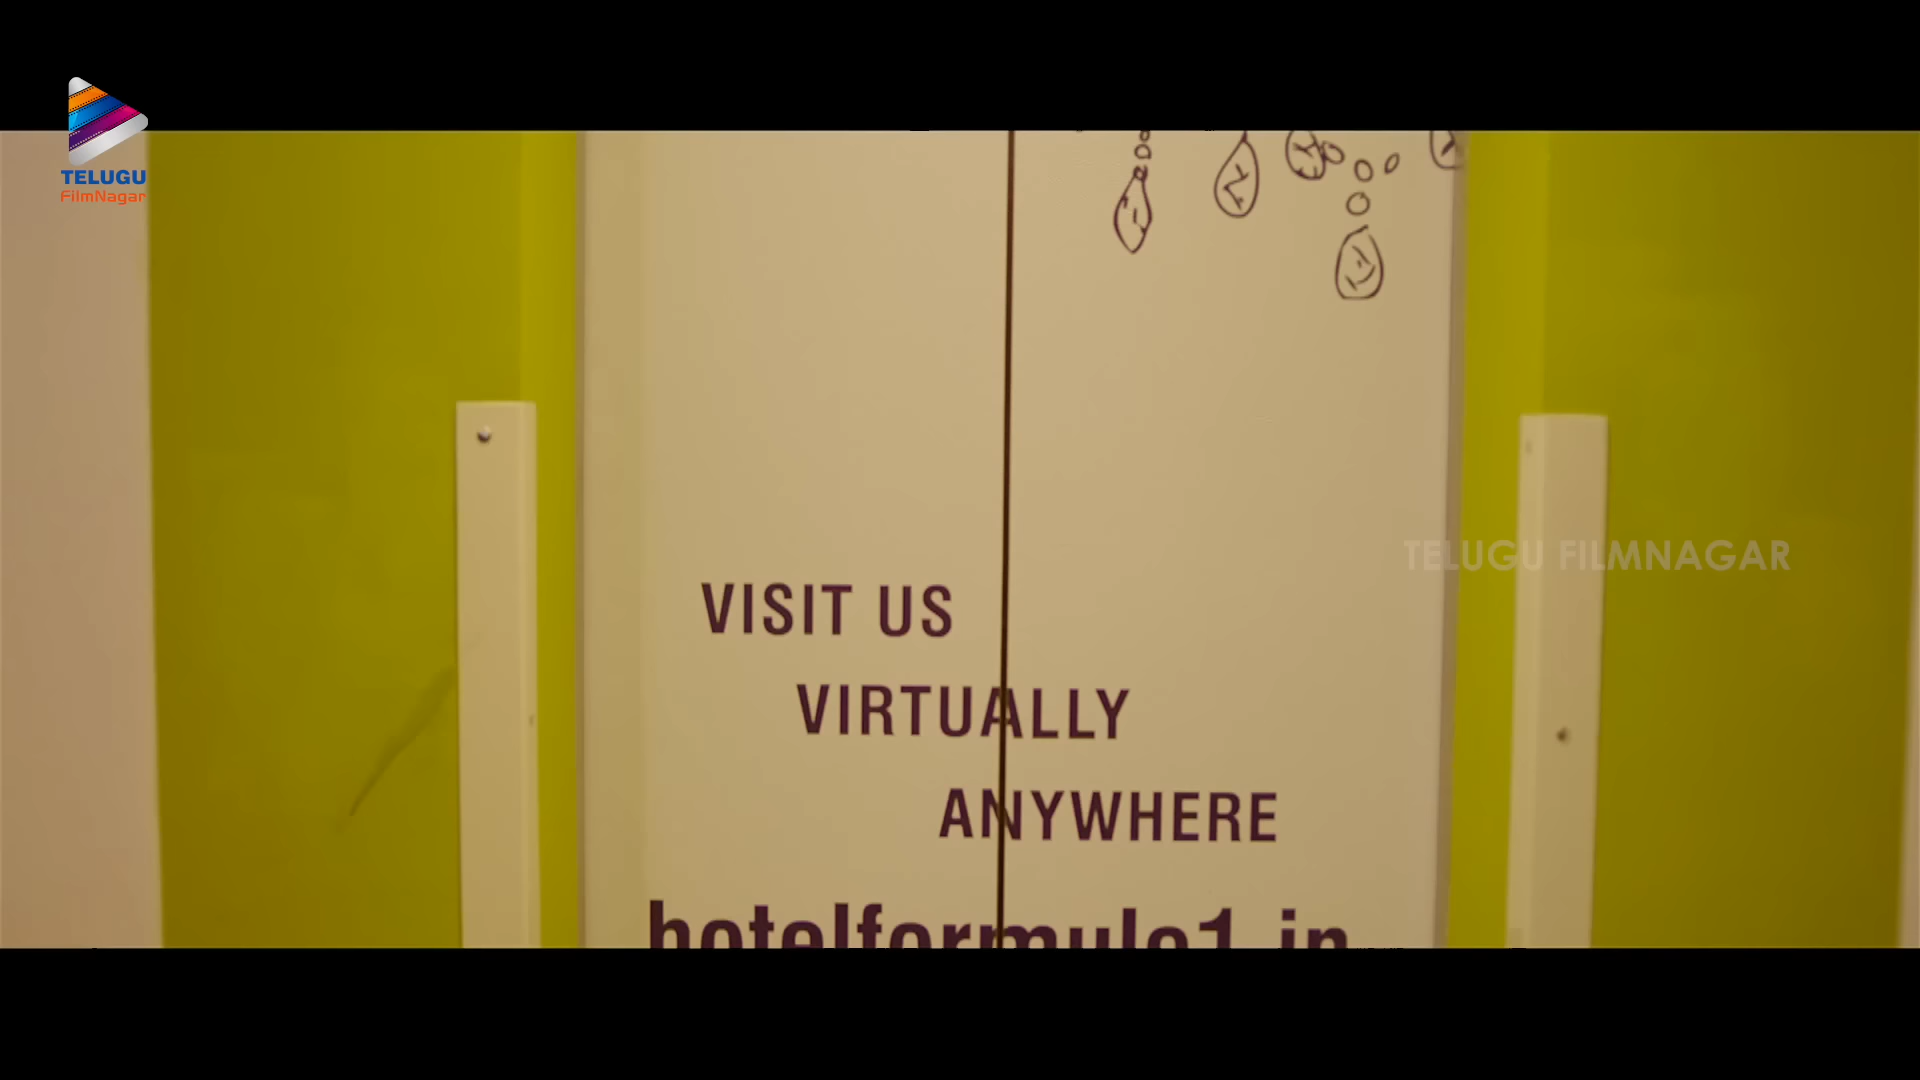 TELUGU
FilmNagar
TELUGU FILMNAGAR
VISIT US
VIRTUALLY
ANYWHERE
hotelformule1.in